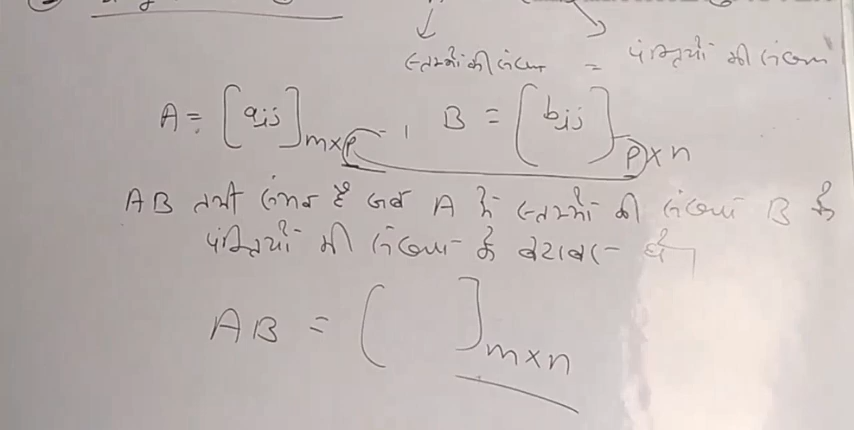 स्तम्भों की संख्या = पंक्तियों की संख्या
A = [aij]m×p , B = [bij]p×n
AB तभी संभव है जब A के स्तम्भों की संख्या B के
पंक्तियों की संख्या के बराबर हो।
AB = [ ]m×n